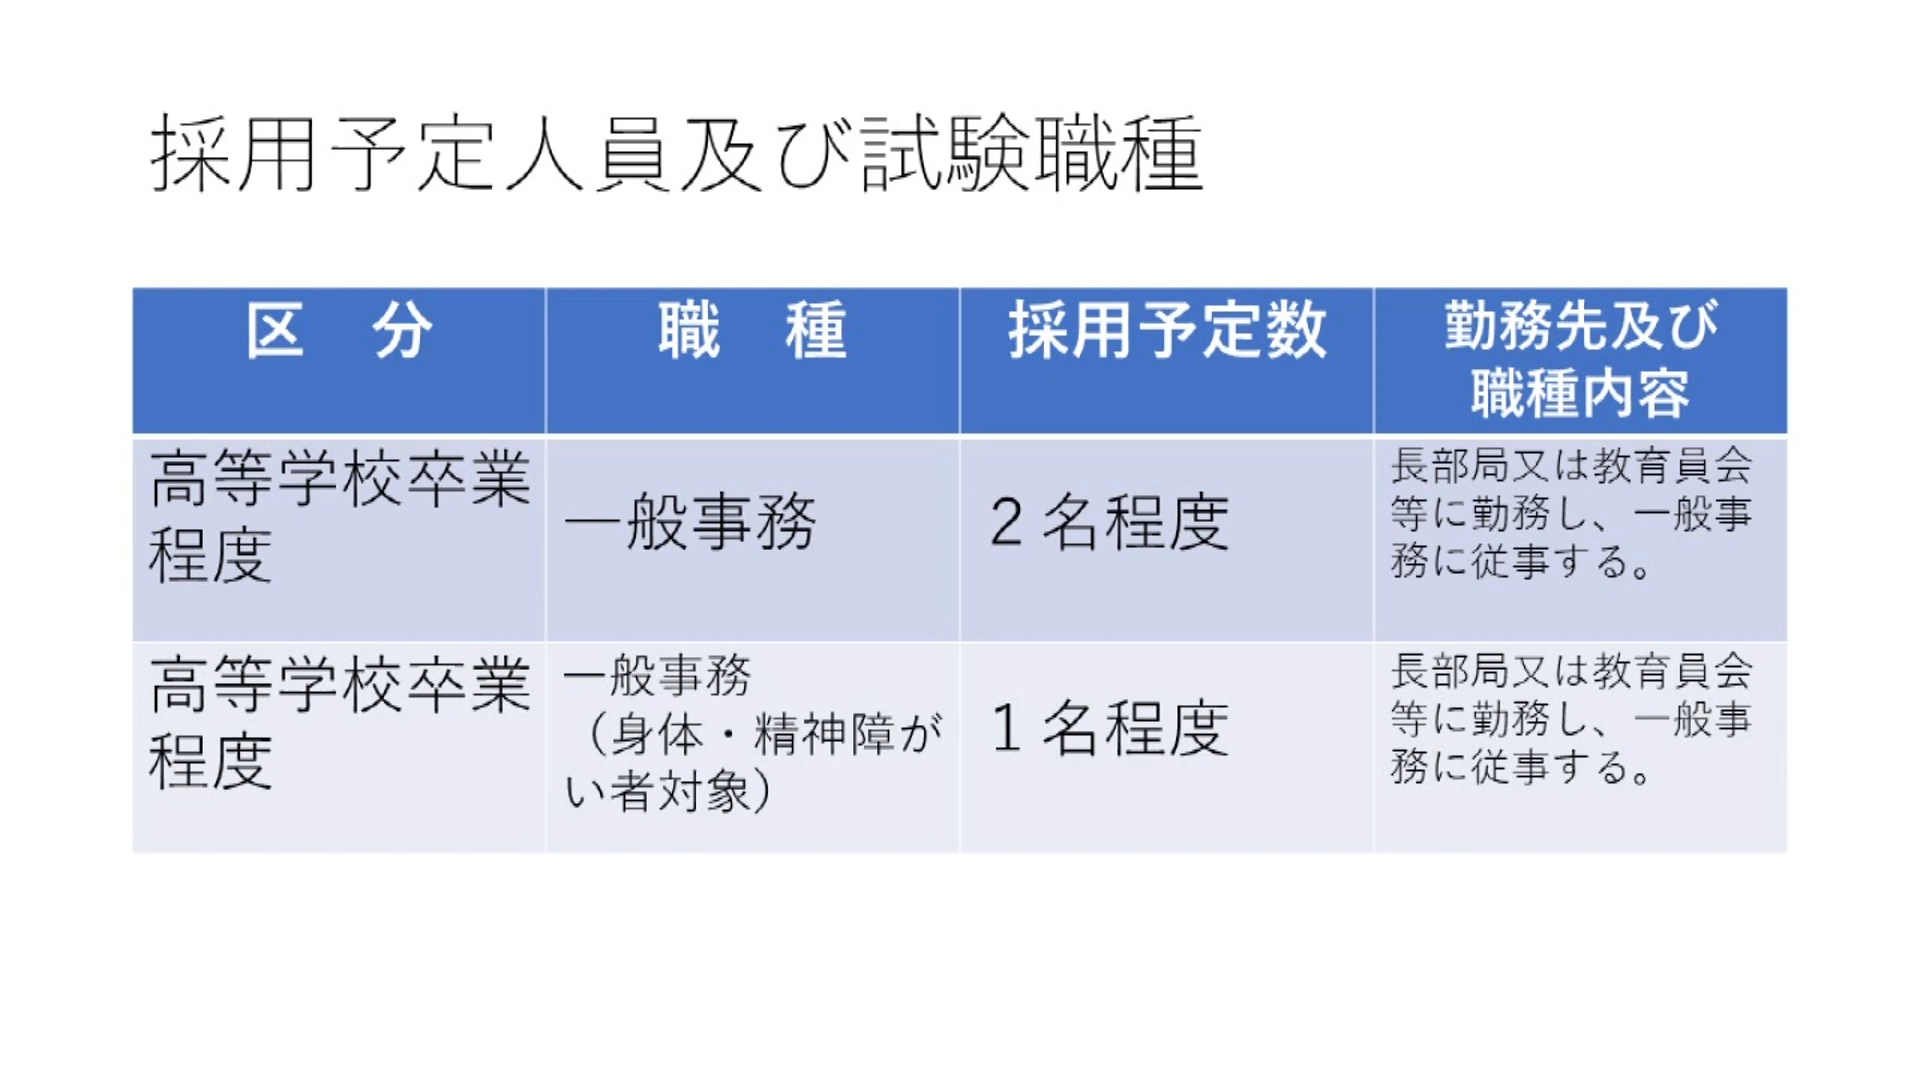 採用予定人員及び試験職種
区　分
職　種
採用予定数
勤務先及び
職種内容
高等学校卒業
程度
一般事務
２名程度
長部局又は教育員会
等に勤務し、一般事
務に従事する。
高等学校卒業
程度
一般事務
（身体・精神障が
い者対象）
１名程度
長部局又は教育員会
等に勤務し、一般事
務に従事する。